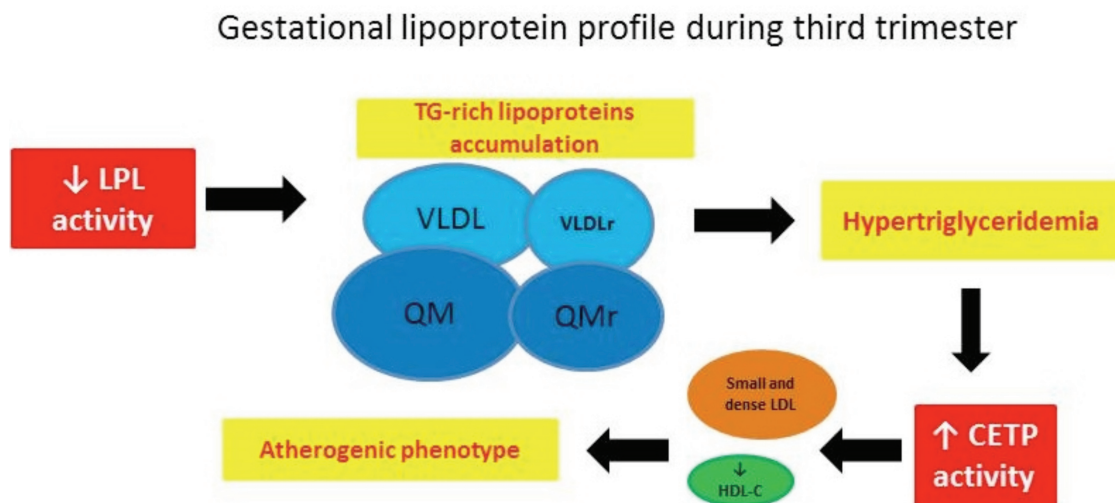 Gestational lipoprotein profile during third trimester
TG-rich lipoproteins
accumulation
↓ LPL
activity
VLDL
VLDLr
Hypertriglyceridemia
QM
QMr
Small and
dense LDL
↑ CETP
activity
Atherogenic phenotype
↓
HDL-C